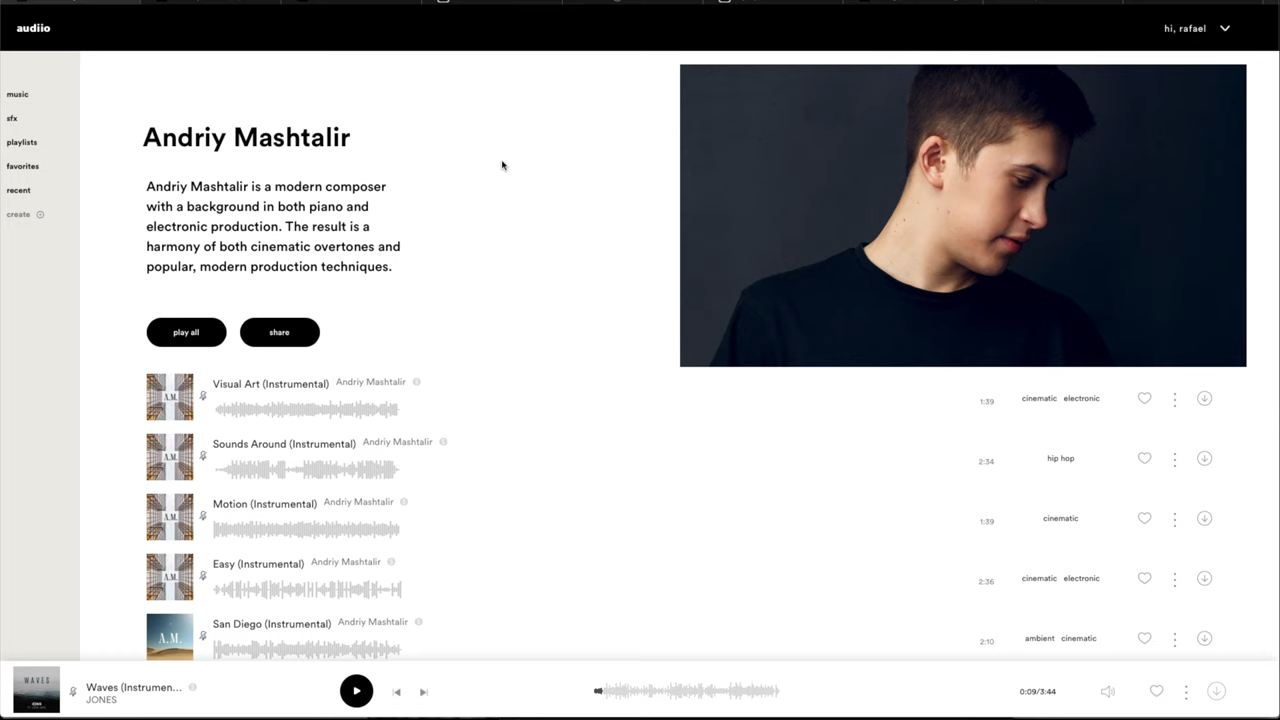 audiio
hi, rafael
music
sfx
playlists
favorites
recent
create
Andriy Mashtalir
Andriy Mashtalir is a modern composer
with a background in both piano and
electronic production. The result is a
harmony of both cinematic overtones and
popular, modern production techniques.
play all
share
A.M.
Visual Art (Instrumental) Andriy Mashtalir
1:39
cinematic electronic
A.M.
Sounds Around (Instrumental) Andriy Mashtalir
2:34
hip hop
A.M.
Motion (Instrumental) Andriy Mashtalir
1:39
cinematic
A.M.
Easy (Instrumental) Andriy Mashtalir
2:36
cinematic electronic
A.M.
San Diego (Instrumental) Andriy Mashtalir
2:10
ambient cinematic
WAVES
Waves (Instrumen...
JONES
0:09/3:44